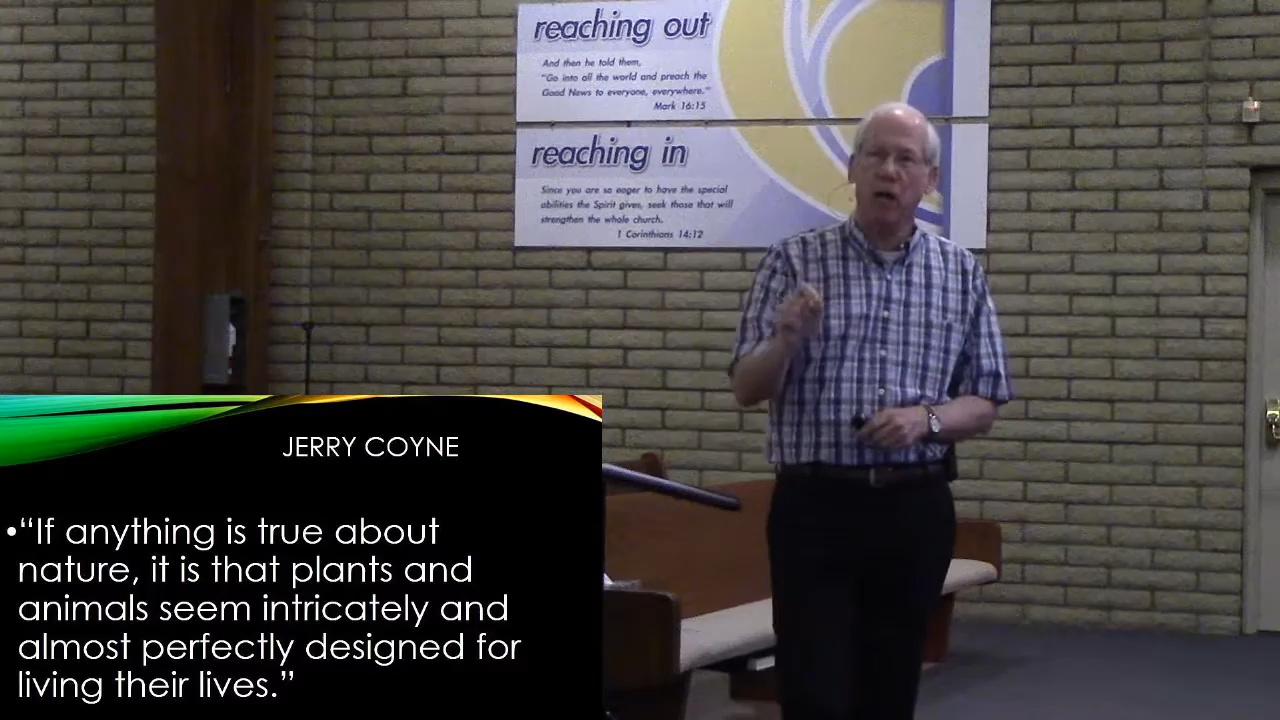 reaching out
And then he told them,
"Go into all the world and preach the
Good News to everyone, everywhere."
Mark 16:15
reaching in
Since you are so eager to have the special
abilities the Spirit gives, seek those that will
strengthen the whole church.
1 Corinthians 14:12
JERRY COYNE
•“If anything is true about
nature, it is that plants and
animals seem intricately and
almost perfectly designed for
living their lives.”